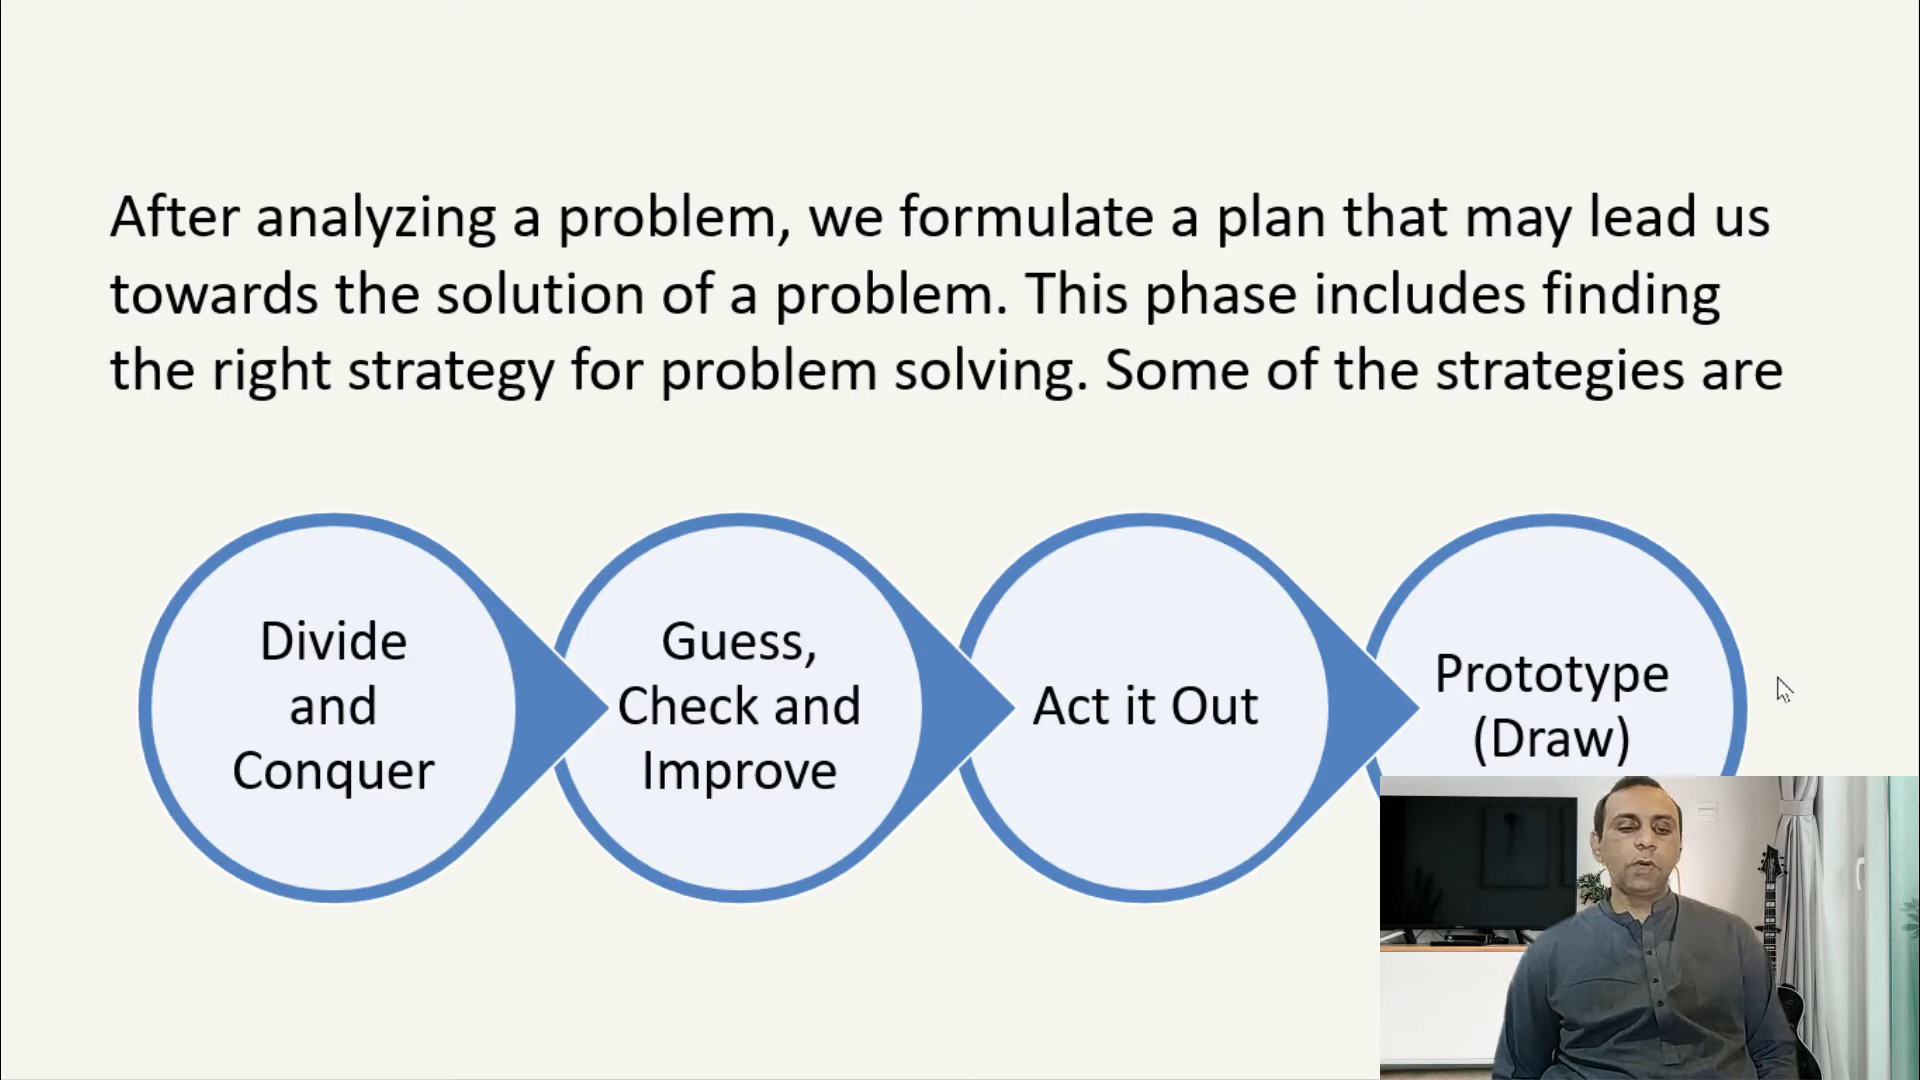 After analyzing a problem, we formulate a plan that may lead us
towards the solution of a problem. This phase includes finding
the right strategy for problem solving. Some of the strategies are
Divide
and
Conquer
Guess,
Check and
Improve
Act it Out
Prototype
(Draw)